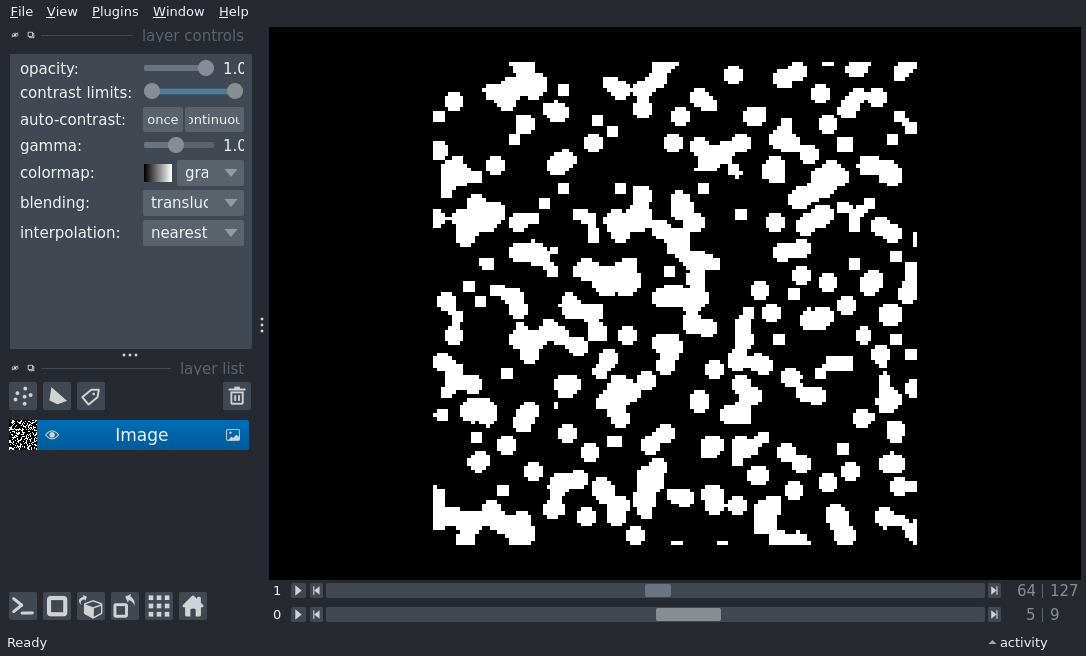 File View Plugins Window Help
layer controls
opacity: 1.0
contrast limits:
auto-contrast: once ontinuou
gamma: 1.0
colormap: gra
blending: transluc
interpolation: nearest
layer list
Image
1 64 | 127
0 5 | 9
Ready activity